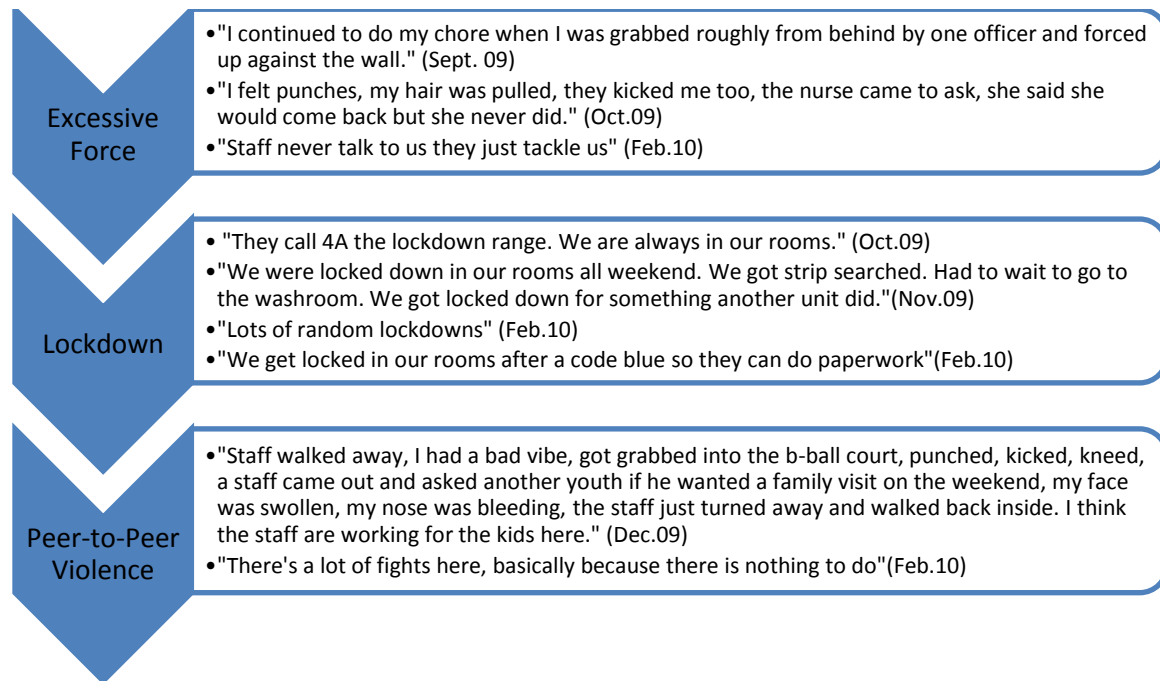 Excessive
Force
•"I continued to do my chore when I was grabbed roughly from behind by one officer and forced
up against the wall." (Sept. 09)
•"I felt punches, my hair was pulled, they kicked me too, the nurse came to ask, she said she
would come back but she never did." (Oct.09)
•"Staff never talk to us they just tackle us" (Feb.10)
Lockdown
• "They call 4A the lockdown range. We are always in our rooms." (Oct.09)
•"We were locked down in our rooms all weekend. We got strip searched. Had to wait to go to
the washroom. We got locked down for something another unit did."(Nov.09)
•"Lots of random lockdowns" (Feb.10)
•"We get locked in our rooms after a code blue so they can do paperwork"(Feb.10)
Peer-to-Peer
Violence
•"Staff walked away, I had a bad vibe, got grabbed into the b-ball court, punched, kicked, kneed,
a staff came out and asked another youth if he wanted a family visit on the weekend, my face
was swollen, my nose was bleeding, the staff just turned away and walked back inside. I think
the staff are working for the kids here." (Dec.09)
•"There's a lot of fights here, basically because there is nothing to do"(Feb.10)